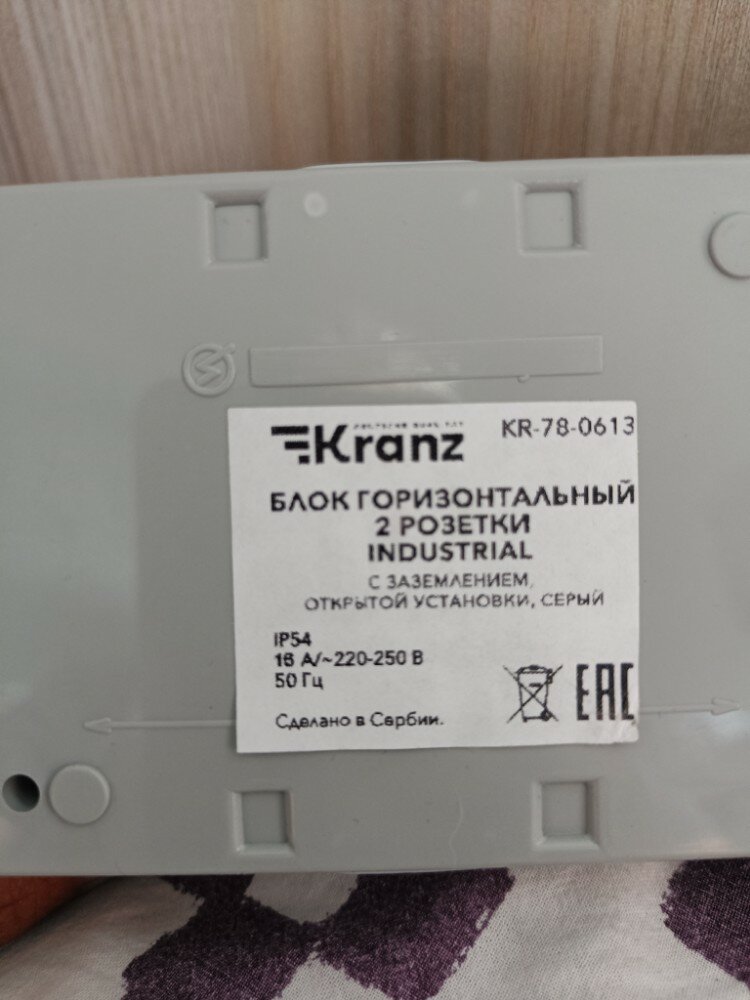 Kranz
KR-78-0613
БЛОК ГОРИЗОНТАЛЬНЫЙ
2 РОЗЕТКИ
INDUSTRIAL
С ЗАЗЕМЛЕНИЕМ,
ОТКРЫТОЙ УСТАНОВКИ, СЕРЫЙ
IP54
16 А/~220-250 В
50 Гц
Сделано в Сербии.
EAC